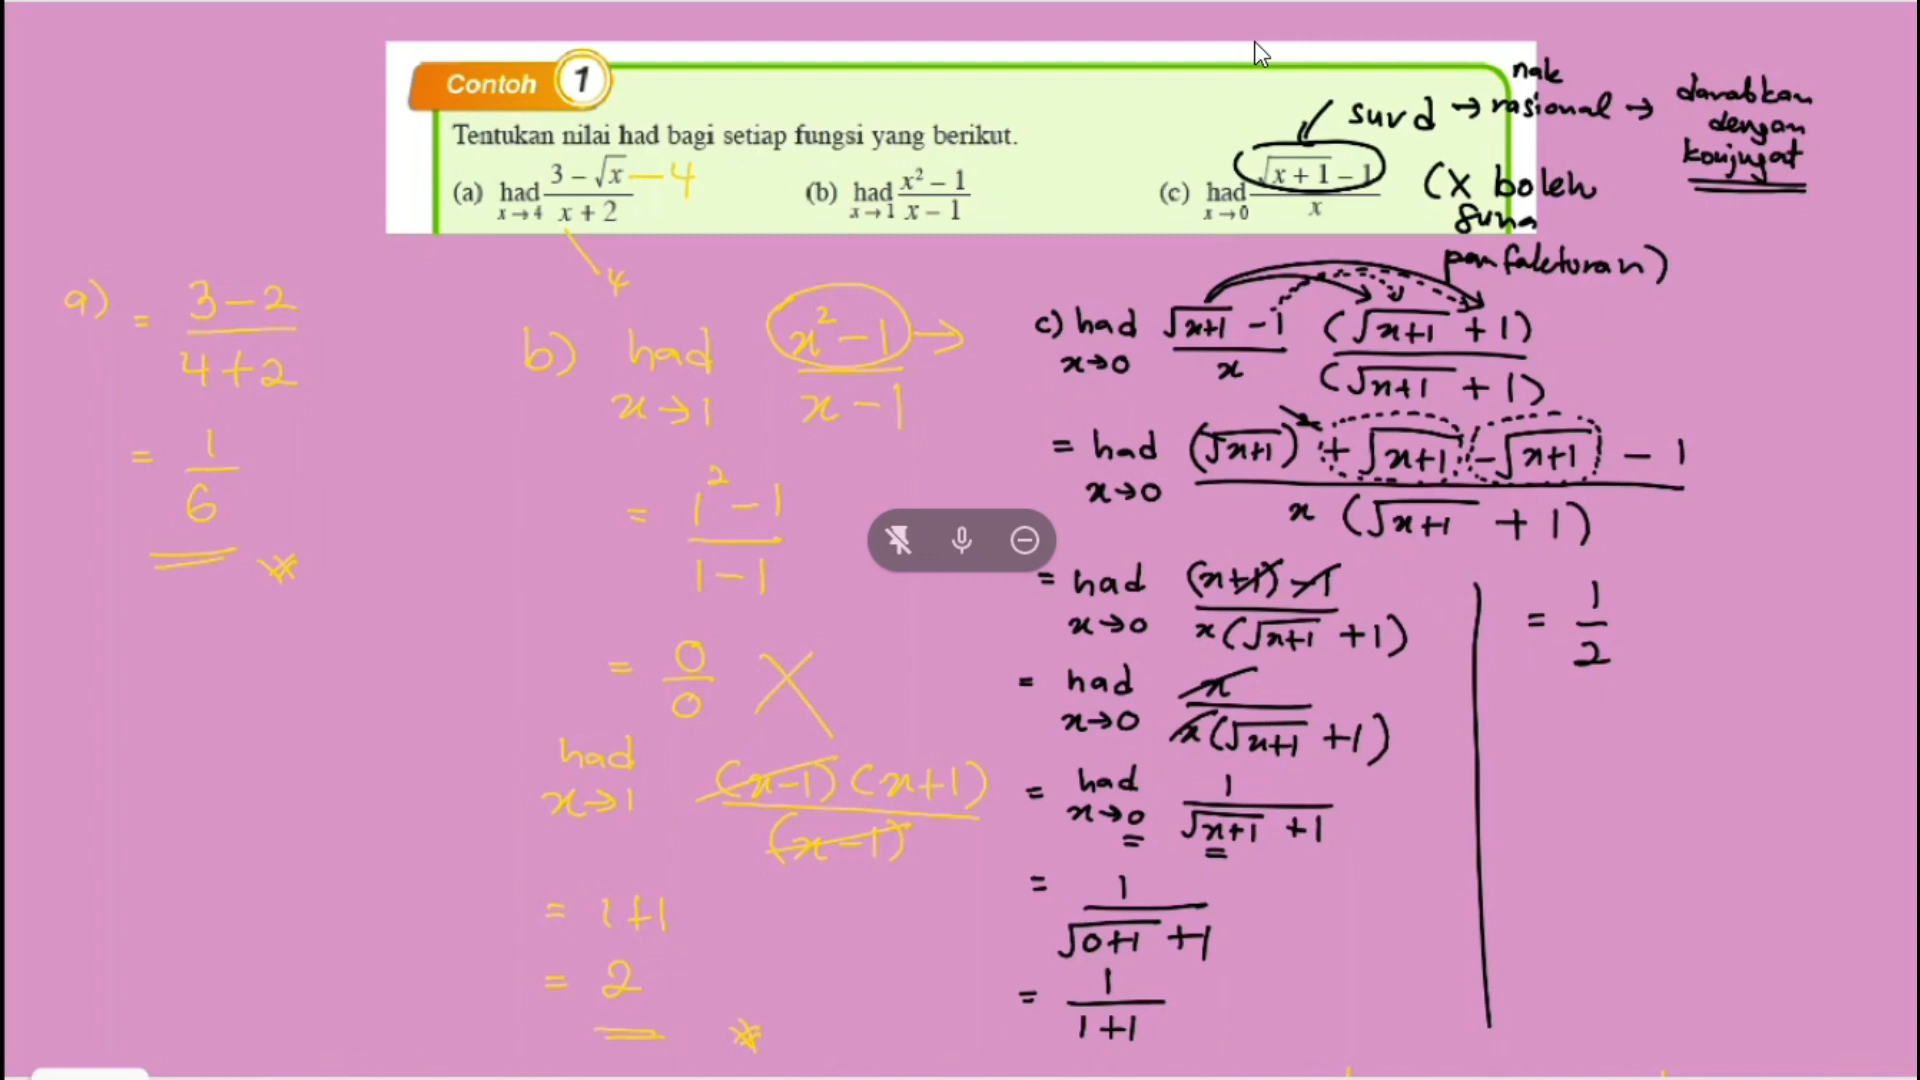 Contoh 1
Tentukan nilai had bagi setiap fungsi yang berikut.
(a) had x→4 (3 − √x)/(x + 2) − 4
4
(b) had x→1 (x² − 1)/(x − 1)
(c) had x→0 (√(x + 1) − 1)/x
surd → nak rasional → darabkan dengan konjugat
(X boleh
guna
pemfaktoran)
a) = (3 − 2)/(4 + 2)
= 1/6
b) had x→1 (x² − 1)/(x − 1) →
= (1² − 1)/(1 − 1)
= 0/0 X
had x→1 (x−1)(x+1)/(x−1)
= 1+1
= 2
c) had x→0 (√(x+1) − 1)/x (√(x+1) + 1)/(√(x+1) + 1)
= had x→0 ((√(x+1)) + √(x+1) − √(x+1) − 1)/(x(√(x+1) + 1))
= had x→0 ((x+1) − 1)/(x(√(x+1) + 1))
= had x→0 x/(x(√(x+1) + 1))
= had x→0 1/(√(x+1) + 1)
= 1/(√(0+1) + 1)
= 1/(1+1)
= 1/2